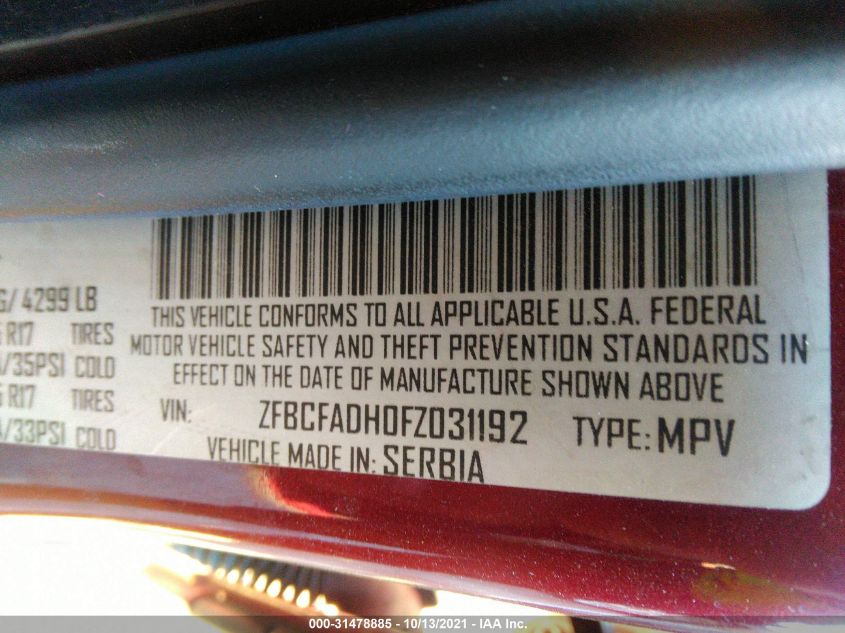 G/ 4299 LB
R17 TIRES
/35PSI COLD
R17 TIRES
/33PSI COLD
THIS VEHICLE CONFORMS TO ALL APPLICABLE U.S.A. FEDERAL
MOTOR VEHICLE SAFETY AND THEFT PREVENTION STANDARDS IN
EFFECT ON THE DATE OF MANUFACTURE SHOWN ABOVE
VIN: ZFBCFADH0FZ031192 TYPE: MPV
VEHICLE MADE IN: SERBIA
000-31478885 - 10/13/2021 - IAA Inc.